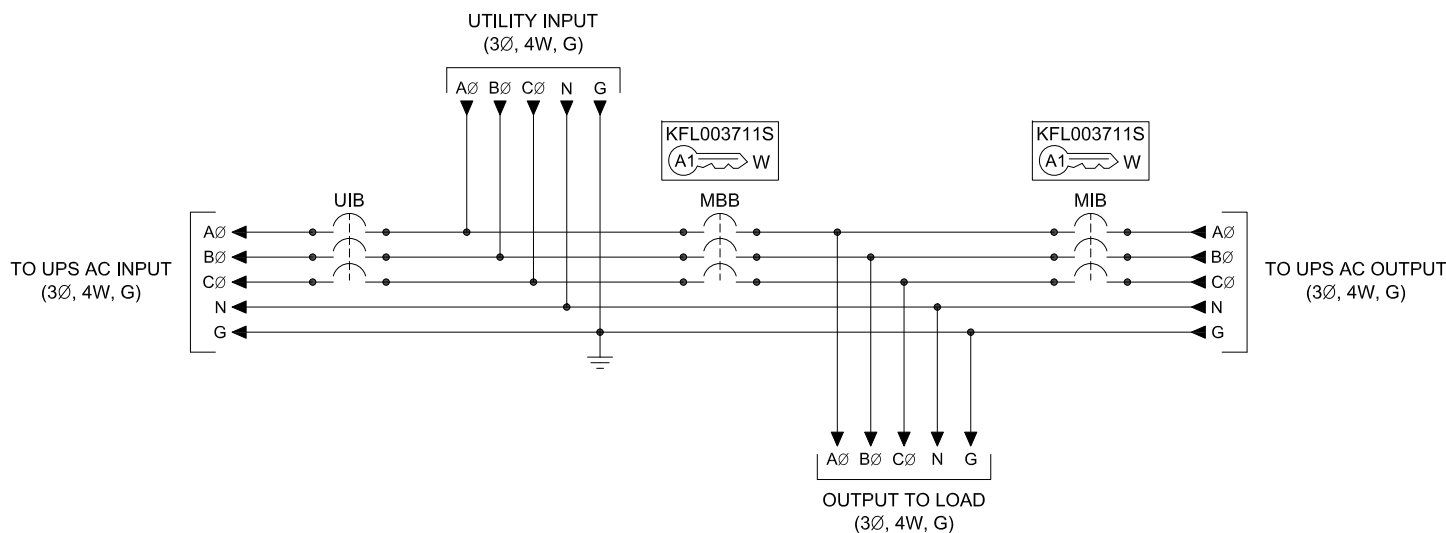 UTILITY INPUT
(3Ø, 4W, G)
AØ BØ CØ N G
KFL003711S
A1 W
KFL003711S
A1 W
UIB
MBB
MIB
TO UPS AC INPUT
(3Ø, 4W, G)
AØ
BØ
CØ
N
G
AØ
BØ
CØ
N
G
TO UPS AC OUTPUT
(3Ø, 4W, G)
AØ BØ CØ N G
OUTPUT TO LOAD
(3Ø, 4W, G)